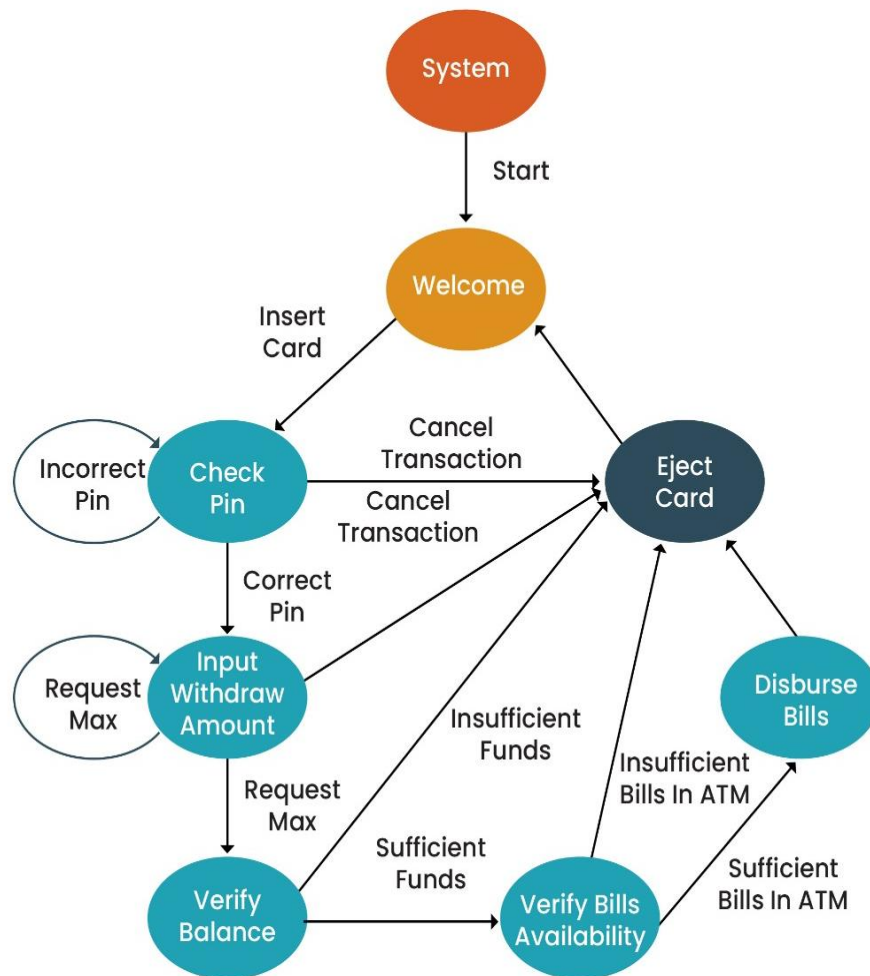 System
Start
Welcome
Insert
Card
Cancel
Transaction
Incorrect
Pin
Check
Pin
Eject
Card
Cancel
Transaction
Correct
Pin
Input
Withdraw
Amount
Request
Max
Disburse
Bills
Insufficient
Funds
Insufficient
Bills In ATM
Request
Max
Sufficient
Funds
Sufficient
Bills In ATM
Verify
Balance
Verify Bills
Availability